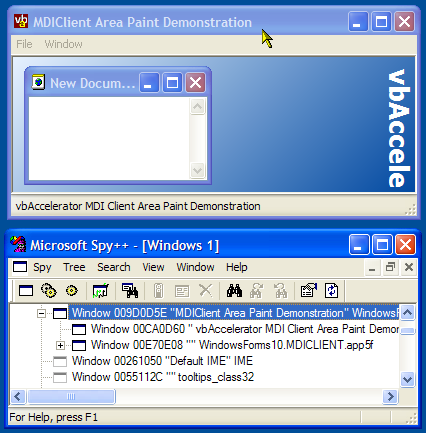 vb
MDIClient Area Paint Demonstration
File Window
New Docum...
vbAccele
vbAccelerator MDI Client Area Paint Demonstration
Microsoft Spy++ - [Windows 1]
Spy Tree Search View Window Help
Window 009D0D5E "MDIClient Area Paint Demonstration" WindowsF
Window 00CA0D60 " vbAccelerator MDI Client Area Paint Demor
Window 00E70E08 "" WindowsForms10.MDICLIENT.app5f
Window 00261050 "Default IME" IME
Window 0055112C "" tooltips_class32
For Help, press F1